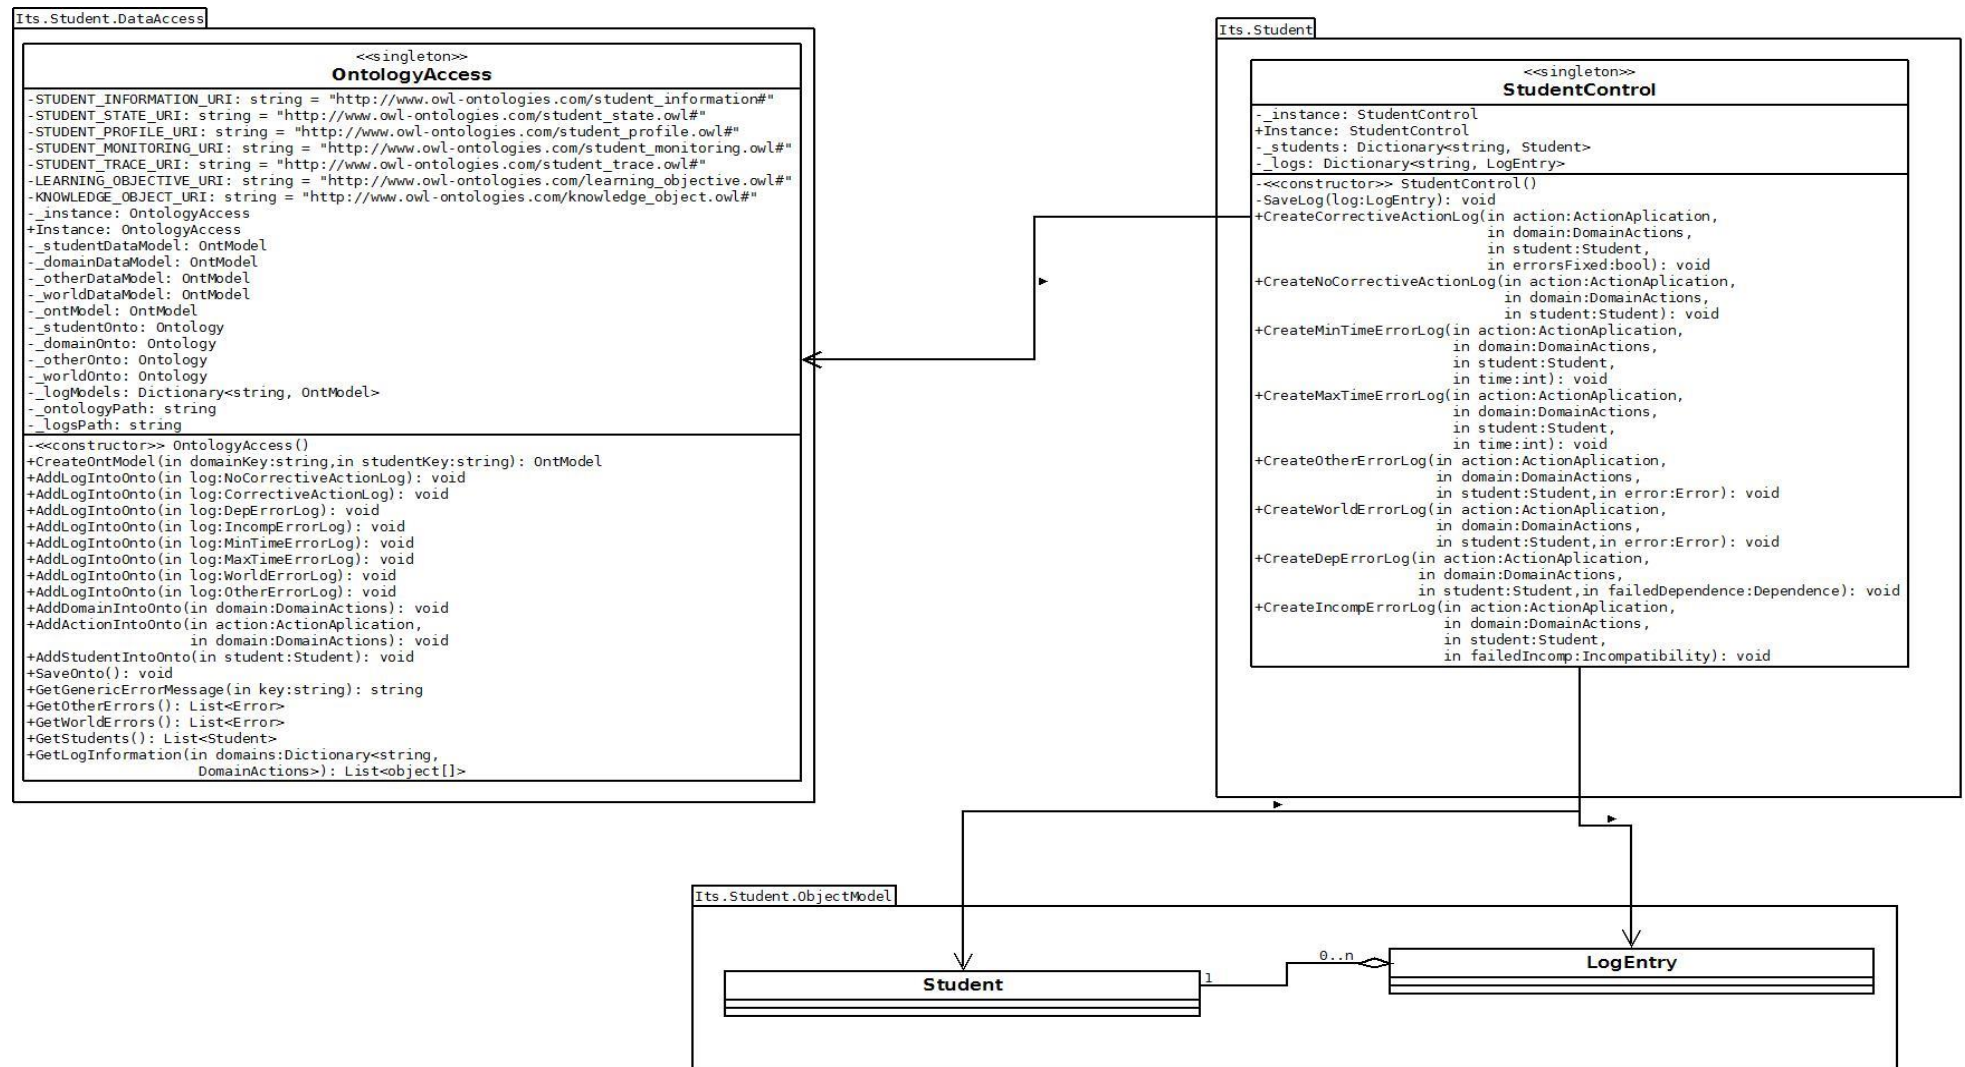 Its.Student.DataAccess
<<singleton>>
OntologyAccess
-STUDENT_INFORMATION_URI: string = "http://www.owl-ontologies.com/student_information#"
-STUDENT_STATE_URI: string = "http://www.owl-ontologies.com/student_state.owl#"
-STUDENT_PROFILE_URI: string = "http://www.owl-ontologies.com/student_profile.owl#"
-STUDENT_MONITORING_URI: string = "http://www.owl-ontologies.com/student_monitoring.owl#"
-STUDENT_TRACE_URI: string = "http://www.owl-ontologies.com/student_trace.owl#"
-LEARNING_OBJECTIVE_URI: string = "http://www.owl-ontologies.com/learning_objective.owl#"
-KNOWLEDGE_OBJECT_URI: string = "http://www.owl-ontologies.com/knowledge_object.owl#"
-_instance: OntologyAccess
+Instance: OntologyAccess
-_studentDataModel: OntModel
-_domainDataModel: OntModel
-_otherDataModel: OntModel
-_worldDataModel: OntModel
-_ontModel: OntModel
-_studentOnto: Ontology
-_domainOnto: Ontology
-_otherOnto: Ontology
-_worldOnto: Ontology
-_logModels: Dictionary<string, OntModel>
-_ontologyPath: string
-_logsPath: string
-<<constructor>> OntologyAccess()
+CreateOntModel(in domainKey:string,in studentKey:string): OntModel
+AddLogIntoOnto(in log:NoCorrectiveActionLog): void
+AddLogIntoOnto(in log:CorrectiveActionLog): void
+AddLogIntoOnto(in log:DepErrorLog): void
+AddLogIntoOnto(in log:IncompErrorLog): void
+AddLogIntoOnto(in log:MinTimeErrorLog): void
+AddLogIntoOnto(in log:MaxTimeErrorLog): void
+AddLogIntoOnto(in log:WorldErrorLog): void
+AddLogIntoOnto(in log:OtherErrorLog): void
+AddDomainIntoOnto(in domain:DomainActions): void
+AddActionIntoOnto(in action:ActionAplication,
in domain:DomainActions): void
+AddStudentIntoOnto(in student:Student): void
+SaveOnto(): void
+GetGenericErrorMessage(in key:string): string
+GetOtherErrors(): List<Error>
+GetWorldErrors(): List<Error>
+GetStudents(): List<Student>
+GetLogInformation(in domains:Dictionary<string,
DomainActions>): List<object[]>
Its.Student
<<singleton>>
StudentControl
-_instance: StudentControl
+Instance: StudentControl
-_students: Dictionary<string, Student>
-_logs: Dictionary<string, LogEntry>
-<<constructor>> StudentControl()
-SaveLog(log:LogEntry): void
+CreateCorrectiveActionLog(in action:ActionAplication,
in domain:DomainActions,
in student:Student,
in errorsFixed:bool): void
+CreateNoCorrectiveActionLog(in action:ActionAplication,
in domain:DomainActions,
in student:Student): void
+CreateMinTimeErrorLog(in action:ActionAplication,
in domain:DomainActions,
in student:Student,
in time:int): void
+CreateMaxTimeErrorLog(in action:ActionAplication,
in domain:DomainActions,
in student:Student,
in time:int): void
+CreateOtherErrorLog(in action:ActionAplication,
in domain:DomainActions,
in student:Student,in error:Error): void
+CreateWorldErrorLog(in action:ActionAplication,
in domain:DomainActions,
in student:Student,in error:Error): void
+CreateDepErrorLog(in action:ActionAplication,
in domain:DomainActions,
in student:Student,in failedDependence:Dependence): void
+CreateIncompErrorLog(in action:ActionAplication,
in domain:DomainActions,
in student:Student,
in failedIncomp:Incompatibility): void
Its.Student.ObjectModel
Student
1
0..n
LogEntry